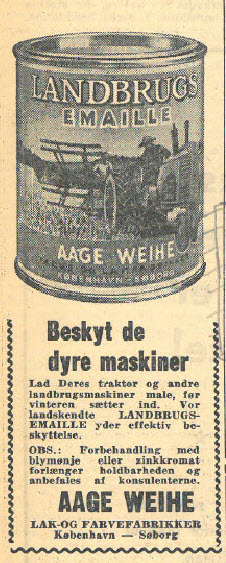 LANDBRUGS
EMAILLE
AAGE WEIHE
KØBENHAVN - SØBORG
Beskyt de
dyre maskiner
Lad Deres traktor og andre
landbrugsmaskiner male, før
vinteren sætter ind. Vor
landskendte LANDBRUGS-
EMAILLE yder effektiv be-
skyttelse.
OBS.: Forbehandling med
blymønje eller zinkkromat
forlænger holdbarheden og
anbefales af konsulenterne.
AAGE WEIHE
LAK-OG FARVEFABRIKKER
København — Søborg